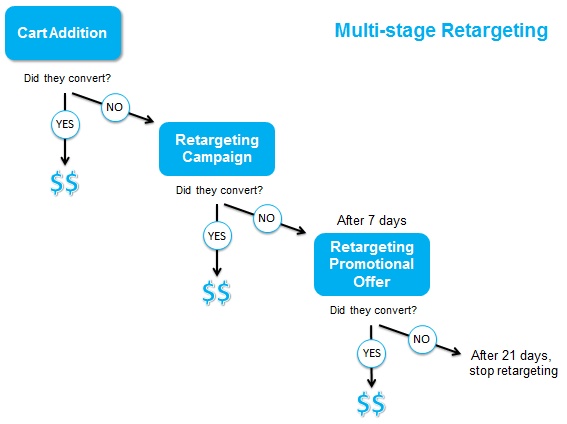 Cart Addition
Multi-stage Retargeting
Did they convert?
NO
YES
$$
Retargeting
Campaign
Did they convert?
NO
YES
$$
After 7 days
Retargeting
Promotional
Offer
Did they convert?
NO
YES
$$
After 21 days,
stop retargeting